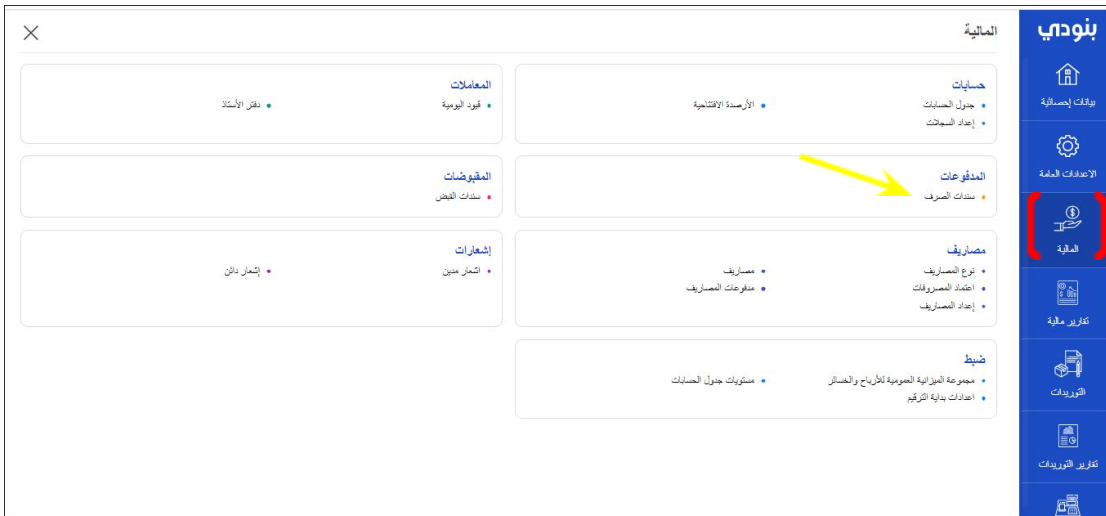 بنودي
بيانات إحصائية
الاعدادات العامة
المالية
تقارير مالية
التوريدات
تقارير التوريدات
المالية
حسابات
جدول الحسابات
الأرصدة الافتتاحية
إعداد السجلات
المعاملات
قيود اليومية
دفتر الأستاذ
المدفوعات
سندات الصرف
المقبوضات
سندات القبض
مصاريف
نوع المصاريف
مصاريف
اعتماد المصروفات
مدفوعات المصاريف
إعداد المصاريف
إشعارات
اشعار مدين
إشعار دائن
ضبط
مجموعة الميزانية العمومية للأرباح والخسائر
مستويات جدول الحسابات
اعدادات بداية الترقيم